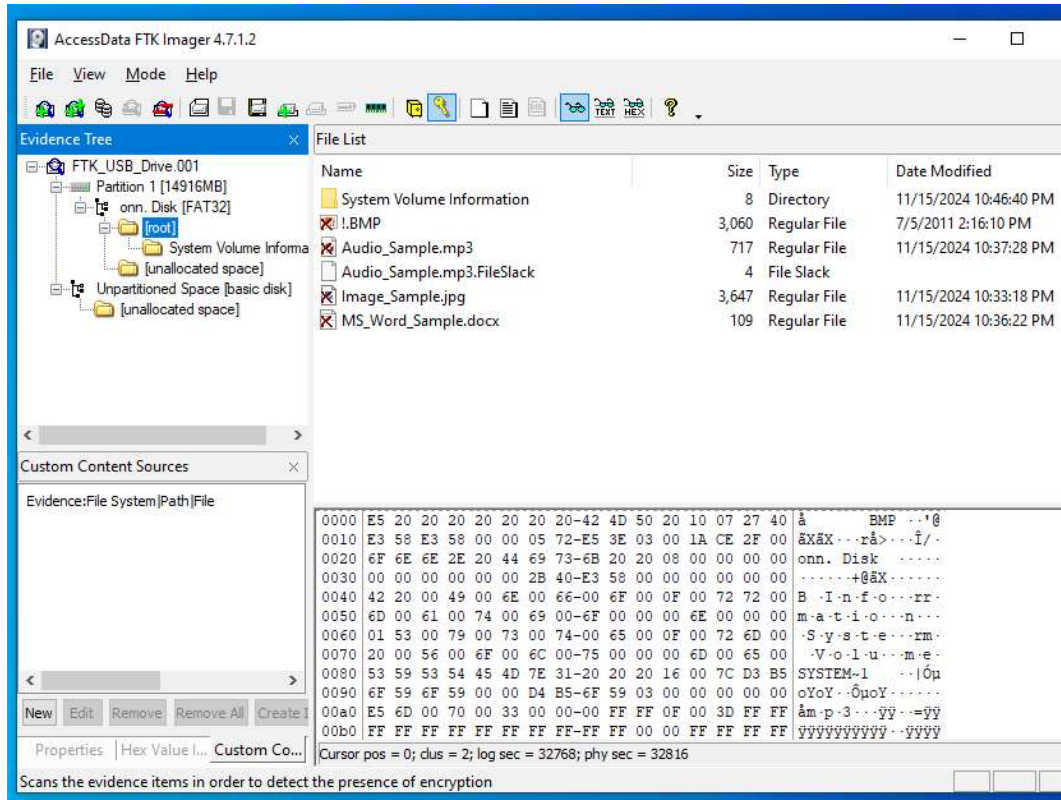 AccessData FTK Imager 4.7.1.2
File View Mode Help
TEXT HEX
Evidence Tree
FTK_USB_Drive.001
Partition 1 [14916MB]
onn. Disk [FAT32]
[root]
System Volume Informa
[unallocated space]
Unpartitioned Space [basic disk]
[unallocated space]
File List
Name Size Type Date Modified
System Volume Information 8 Directory 11/15/2024 10:46:40 PM
!.BMP 3,060 Regular File 7/5/2011 2:16:10 PM
Audio_Sample.mp3 717 Regular File 11/15/2024 10:37:28 PM
Audio_Sample.mp3.FileSlack 4 File Slack
Image_Sample.jpg 3,647 Regular File 11/15/2024 10:33:18 PM
MS_Word_Sample.docx 109 Regular File 11/15/2024 10:36:22 PM
Custom Content Sources
Evidence:File System|Path|File
New Edit Remove Remove All Create I
Properties Hex Value I... Custom Co...
0000 E5 20 20 20 20 20 20 20-42 4D 50 20 10 07 27 40 å BMP ··'@
0010 E3 58 E3 58 00 00 05 72-E5 3E 03 00 1A CE 2F 00 ãXãX···rå>···Î/·
0020 6F 6E 6E 2E 20 44 69 73-6B 20 20 08 00 00 00 00 onn. Disk ·····
0030 00 00 00 00 00 00 2B 40-E3 58 00 00 00 00 00 00 ······+@ãX······
0040 42 20 00 49 00 6E 00 66-00 6F 00 0F 00 72 72 00 B ·I·n·f·o···rr·
0050 6D 00 61 00 74 00 69 00-6F 00 00 00 6E 00 00 00 m·a·t·i·o···n···
0060 01 53 00 79 00 73 00 74-00 65 00 0F 00 72 6D 00 ·S·y·s·t·e···rm·
0070 20 00 56 00 6F 00 6C 00-75 00 00 00 6D 00 65 00 ·V·o·l·u···m·e·
0080 53 59 53 54 45 4D 7E 31-20 20 20 16 00 7C D3 B5 SYSTEM~1 ··|Óµ
0090 6F 59 6F 59 00 00 D4 B5-6F 59 03 00 00 00 00 00 oYoY··ÔµoY······
00a0 E5 6D 00 70 00 33 00 00-00 FF FF 0F 00 3D FF FF åm·p·3···ÿÿ··=ÿÿ
00b0 FF FF FF FF FF FF FF FF-FF FF 00 00 FF FF FF FF ÿÿÿÿÿÿÿÿÿÿ··ÿÿÿÿ
Cursor pos = 0; clus = 2; log sec = 32768; phy sec = 32816
Scans the evidence items in order to detect the presence of encryption